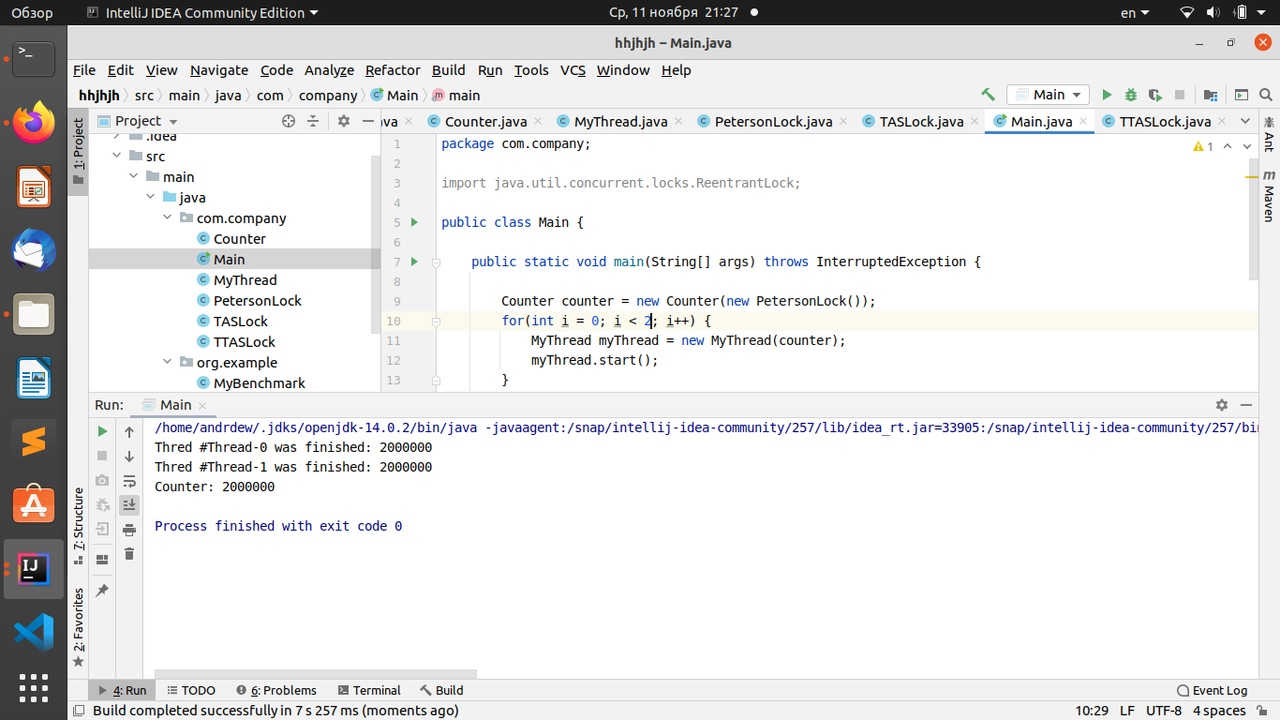 Обзор IntelliJ IDEA Community Edition Ср, 11 ноября 21:27 en
hhjhjh – Main.java
File Edit View Navigate Code Analyze Refactor Build Run Tools VCS Window Help
hhjhjh src main java com company Main main Main
1: Project Project Counter.java MyThread.java PetersonLock.java TASLock.java Main.java TTASLock.java Ant Maven
.idea
src
main
java
com.company
Counter
Main
MyThread
PetersonLock
TASLock
TTASLock
org.example
MyBenchmark
1 package com.company; 1
2
3 import java.util.concurrent.locks.ReentrantLock;
4
5 public class Main {
6
7 public static void main(String[] args) throws InterruptedException {
8
9 Counter counter = new Counter(new PetersonLock());
10 for(int i = 0; i < 2; i++) {
11 MyThread myThread = new MyThread(counter);
12 myThread.start();
13 }
Run: Main
/home/andrdew/.jdks/openjdk-14.0.2/bin/java -javaagent:/snap/intellij-idea-community/257/lib/idea_rt.jar=33905:/snap/intellij-idea-community/257/bin
Thred #Thread-0 was finished: 2000000
Thred #Thread-1 was finished: 2000000
Counter: 2000000
Process finished with exit code 0
7: Structure
2: Favorites
4: Run TODO 6: Problems Terminal Build Event Log
Build completed successfully in 7 s 257 ms (moments ago) 10:29 LF UTF-8 4 spaces